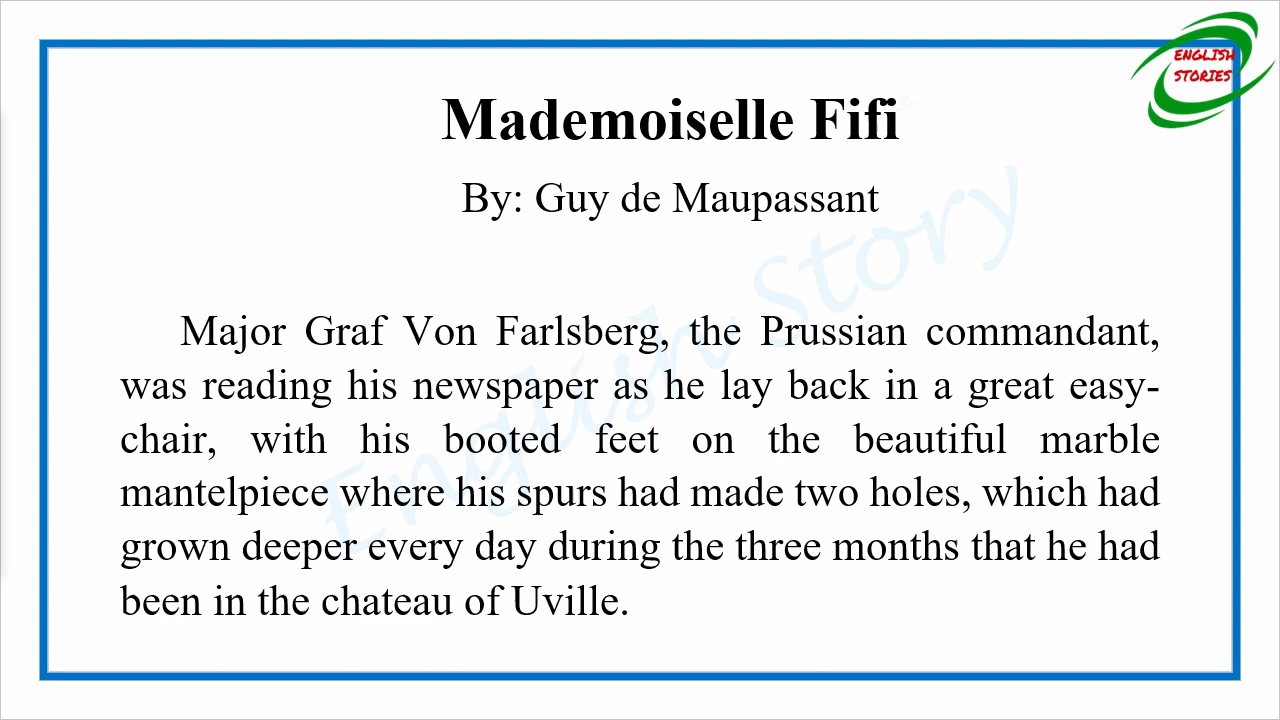 ENGLISH
STORIES
Mademoiselle Fifi
By: Guy de Maupassant
Major Graf Von Farlsberg, the Prussian commandant,
was reading his newspaper as he lay back in a great easy-
chair, with his booted feet on the beautiful marble
mantelpiece where his spurs had made two holes, which had
grown deeper every day during the three months that he had
been in the chateau of Uville.
English Story